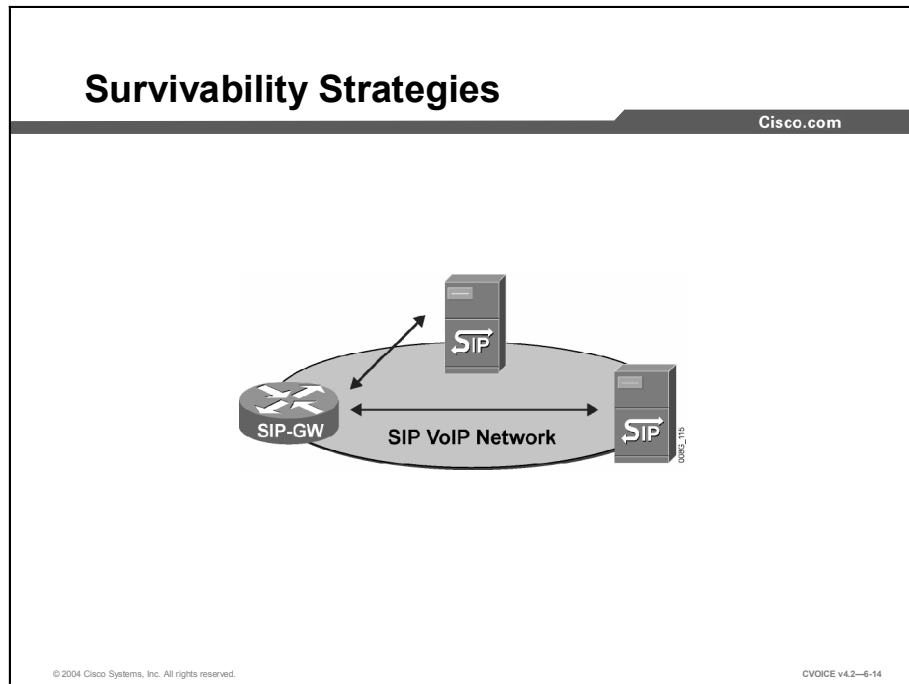 Survivability Strategies
Cisco.com
SIP
SIP-GW
SIP VoIP Network
SIP
008G_115
© 2004 Cisco Systems, Inc. All rights reserved.
CVOICE v4.2—6-14